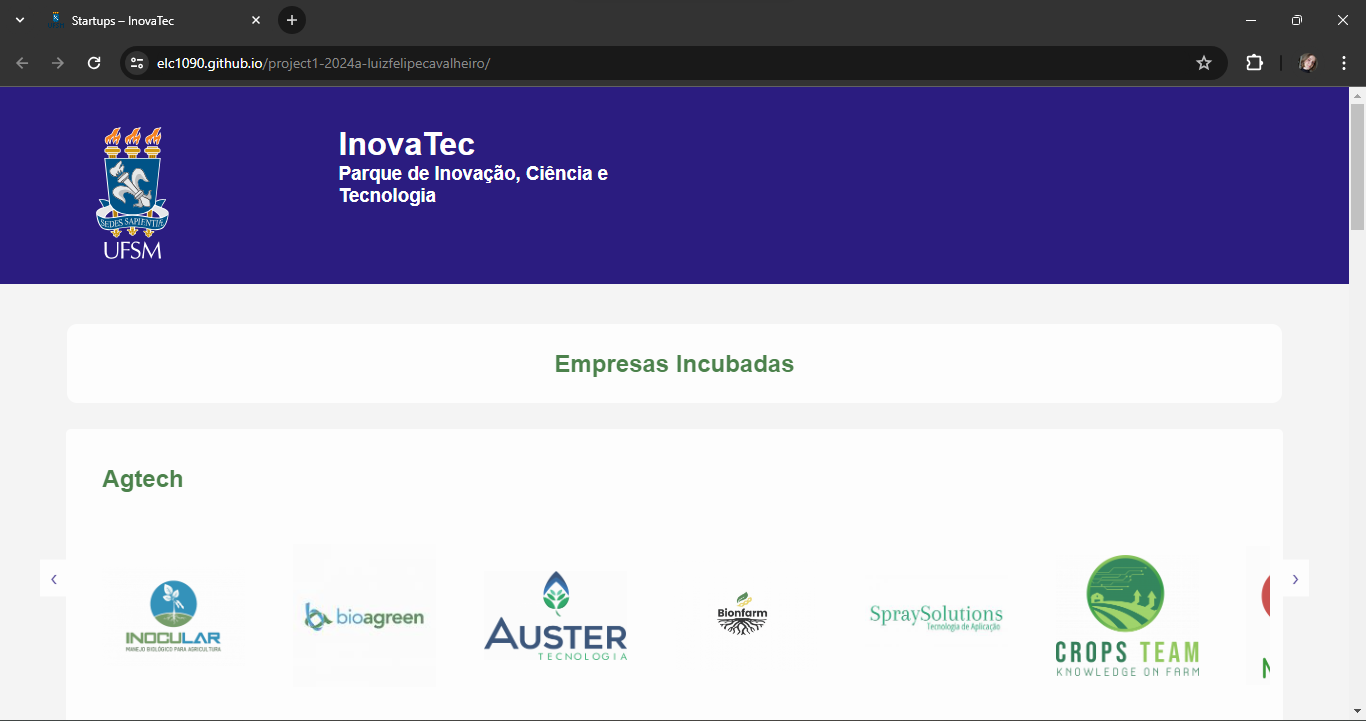 Startups – InovaTec
elc1090.github.io/project1-2024a-luizfelipecavalheiro/
SEDES SAPIENTIÆ
UFSM
InovaTec
Parque de Inovação, Ciência e
Tecnologia
Empresas Incubadas
Agtech
INOCULAR
MANEJO BIOLÓGICO PARA AGRICULTURA
bioagreen
AUSTER
TECNOLOGIA
Bionfarm
SpraySolutions
Tecnologia de Aplicação
CROPS TEAM
KNOWLEDGE ON FARM